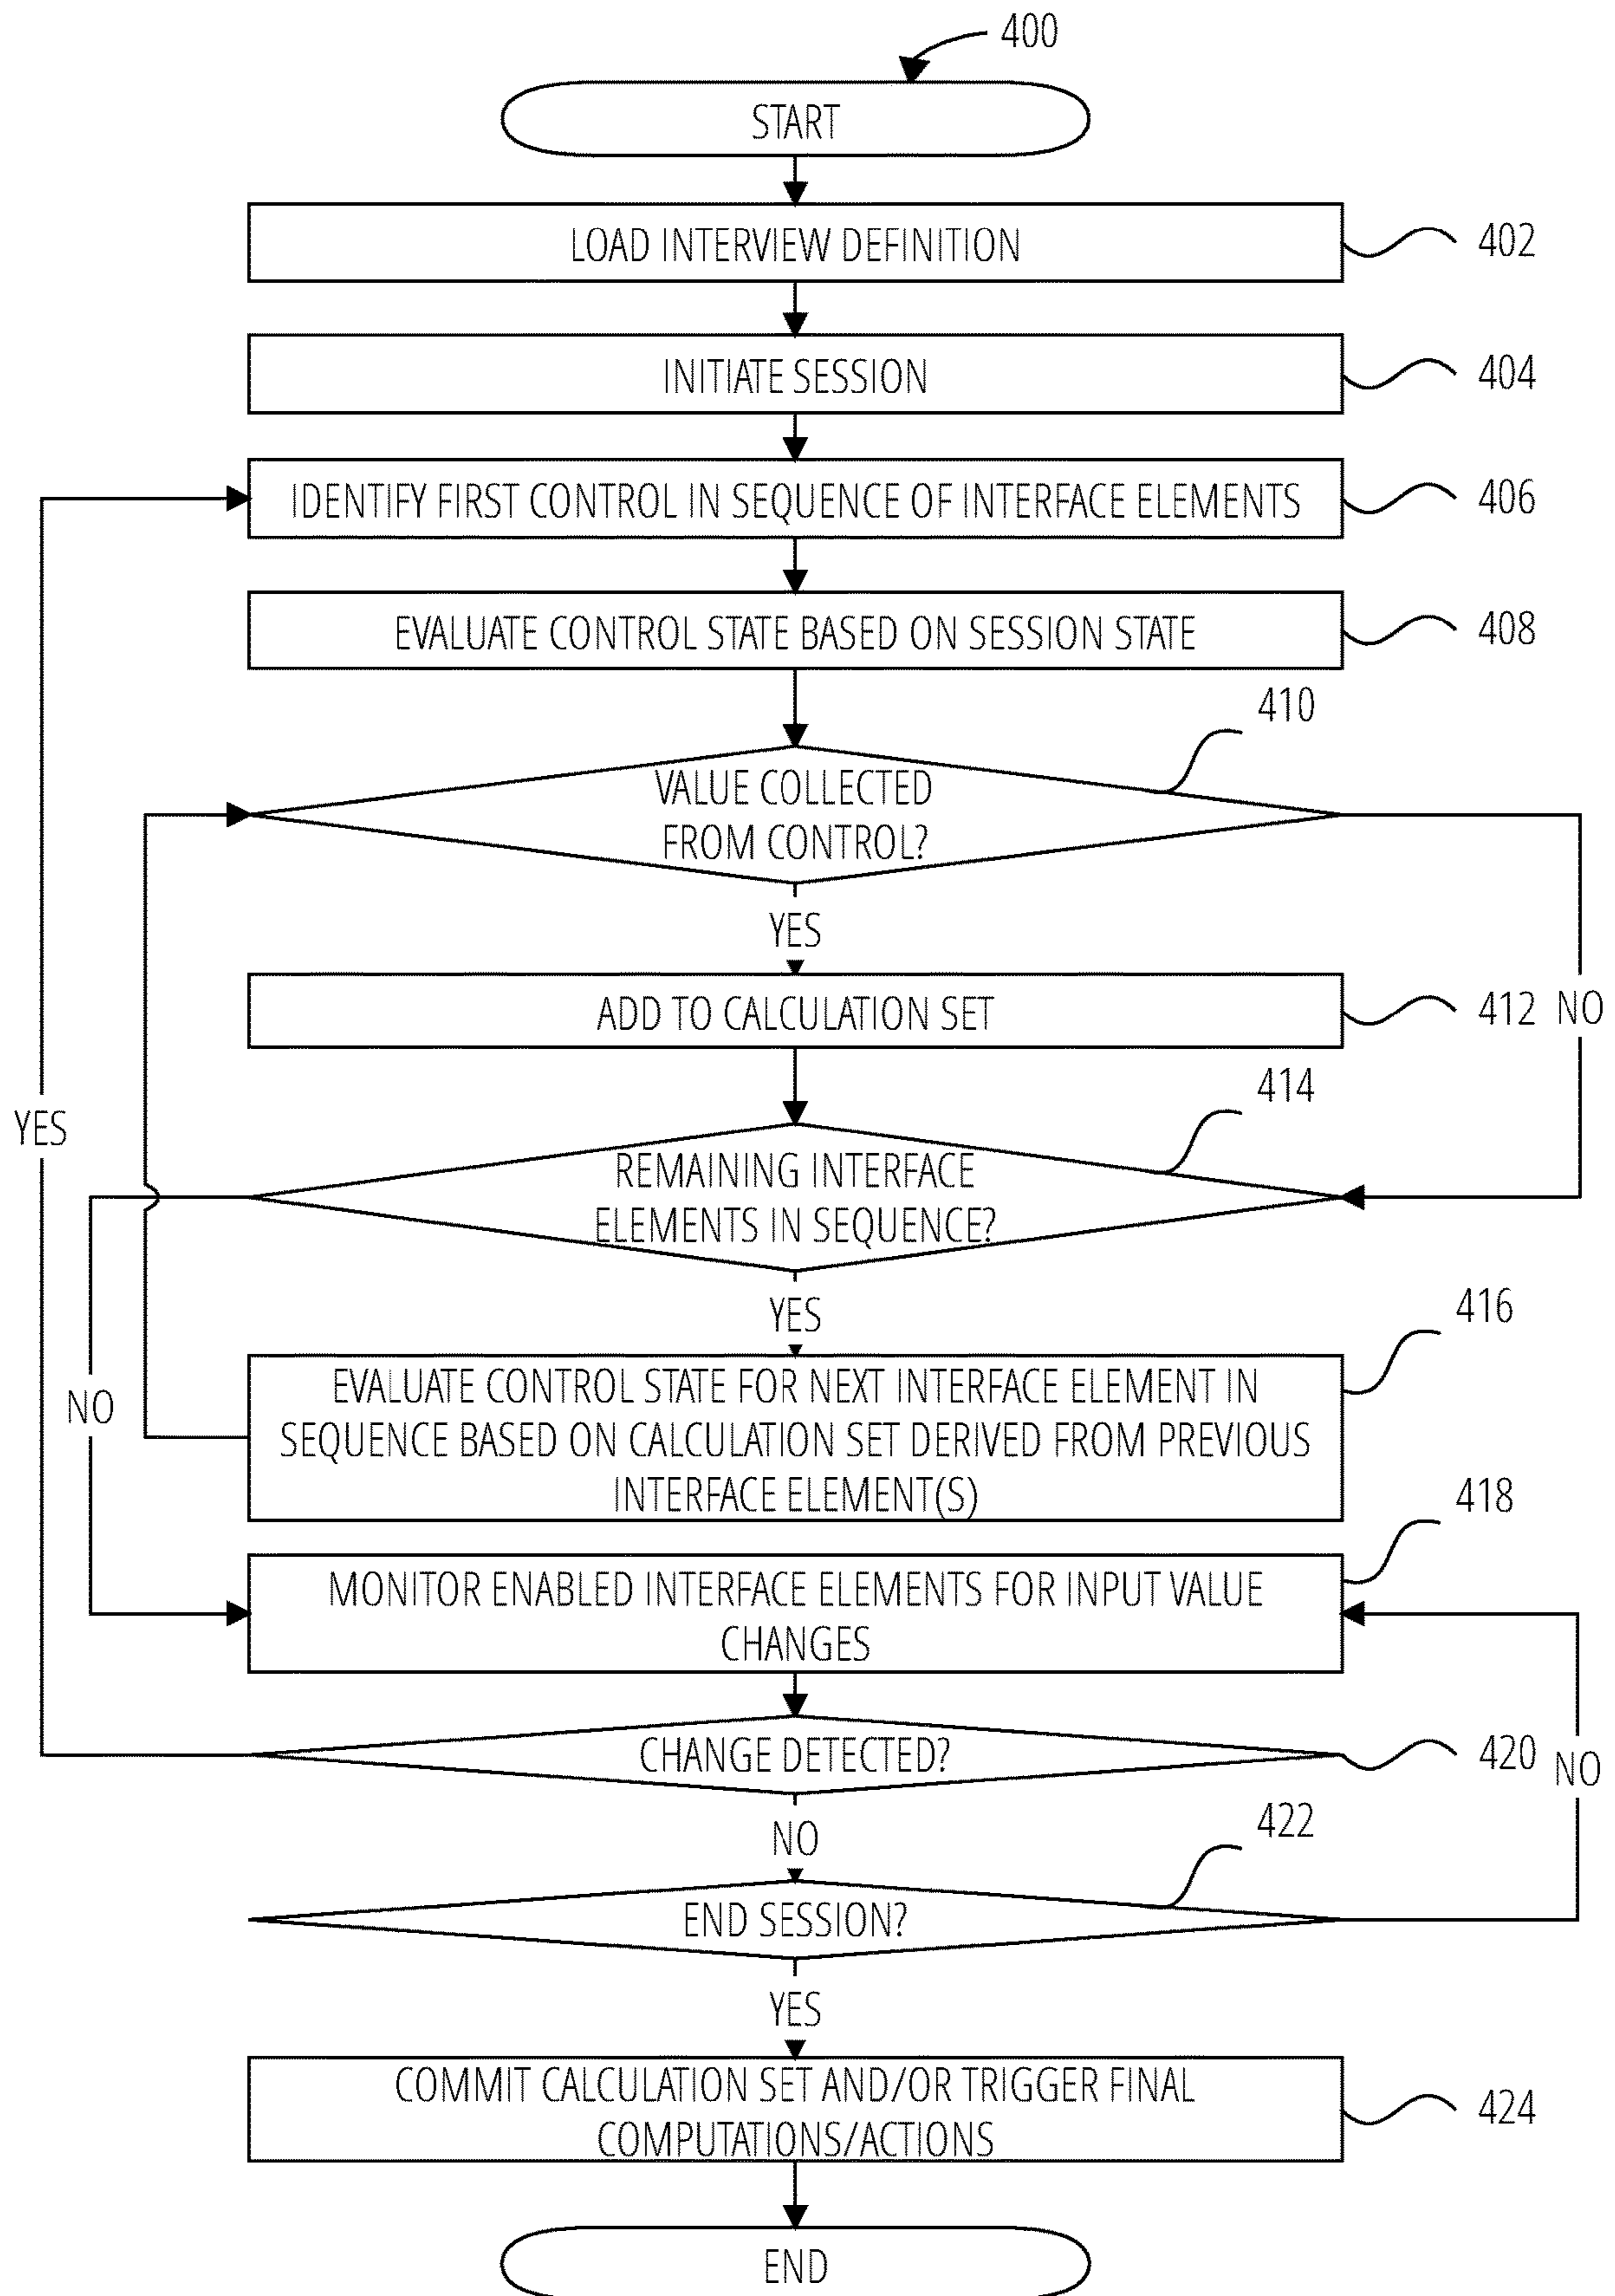 400
START
LOAD INTERVIEW DEFINITION
402
INITIATE SESSION
404
IDENTIFY FIRST CONTROL IN SEQUENCE OF INTERFACE ELEMENTS
406
EVALUATE CONTROL STATE BASED ON SESSION STATE
408
410
VALUE COLLECTED
FROM CONTROL?
YES
ADD TO CALCULATION SET
412
NO
414
YES
REMAINING INTERFACE
ELEMENTS IN SEQUENCE?
YES
416
NO
EVALUATE CONTROL STATE FOR NEXT INTERFACE ELEMENT IN
SEQUENCE BASED ON CALCULATION SET DERIVED FROM PREVIOUS
INTERFACE ELEMENT(S)
418
MONITOR ENABLED INTERFACE ELEMENTS FOR INPUT VALUE
CHANGES
CHANGE DETECTED?
420
NO
NO
422
END SESSION?
YES
COMMIT CALCULATION SET AND/OR TRIGGER FINAL
COMPUTATIONS/ACTIONS
424
END